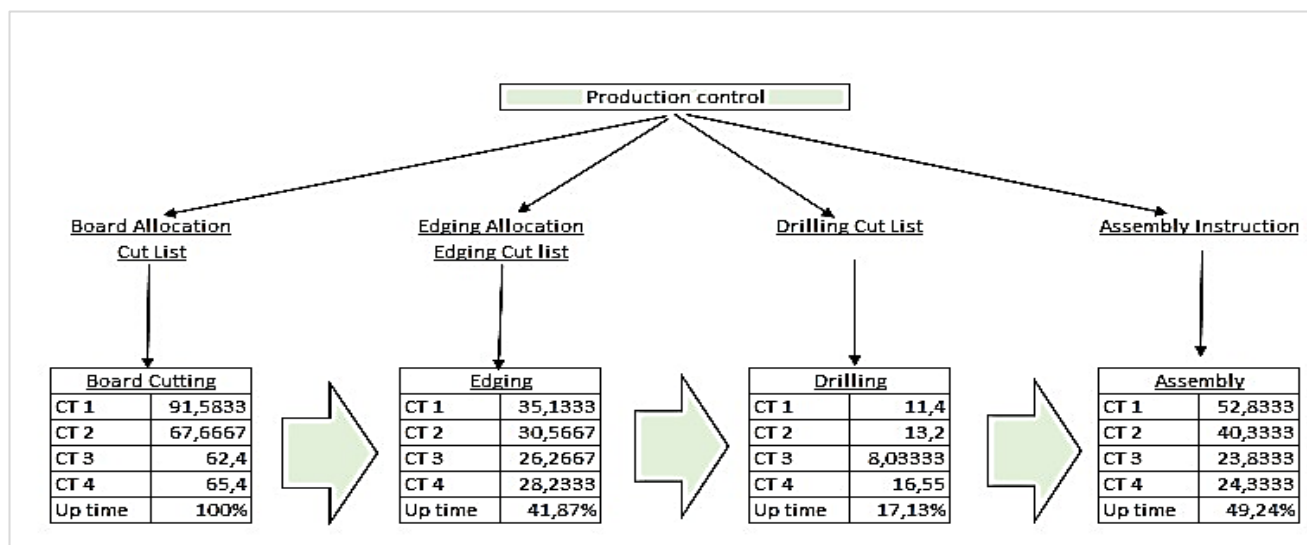 Production control
Board Allocation
Cut List
Edging Allocation
Edging Cut list
Drilling Cut List
Assembly Instruction
Board Cutting
CT 1 91,5833
CT 2 67,6667
CT 3 62,4
CT 4 65,4
Up time 100%
Edging
CT 1 35,1333
CT 2 30,5667
CT 3 26,2667
CT 4 28,2333
Up time 41,87%
Drilling
CT 1 11,4
CT 2 13,2
CT 3 8,03333
CT 4 16,55
Up time 17,13%
Assembly
CT 1 52,8333
CT 2 40,3333
CT 3 23,8333
CT 4 24,3333
Up time 49,24%